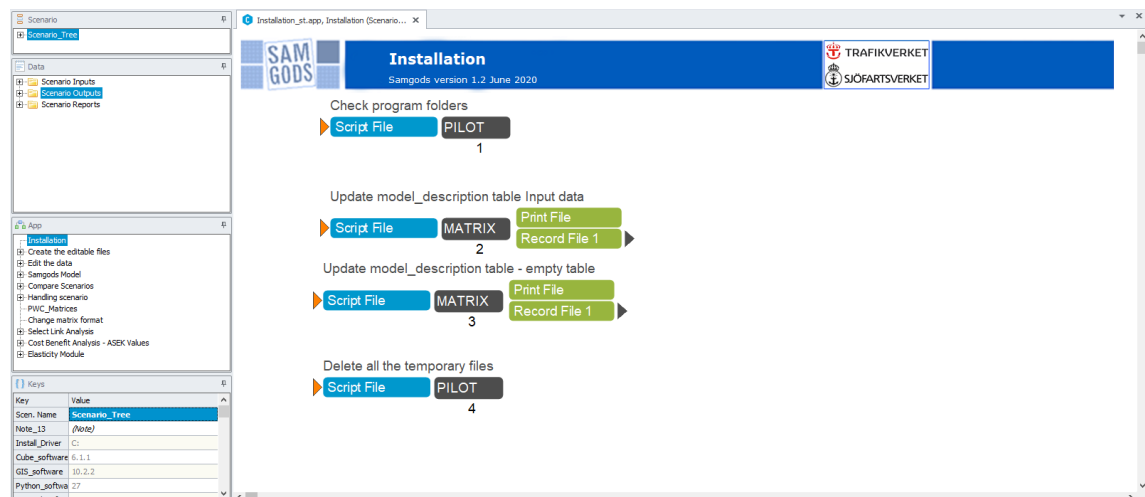 Scenario
Scenario_Tree
Data
Scenario Inputs
Scenario Outputs
Scenario Reports
App
Installation
Create the editable files
Edit the data
Samgods Model
Compare Scenarios
Handling scenario
PWC_Matrices
Change matrix format
Select Link Analysis
Cost Benefit Analysis - ASEK Values
Elasticity Module
Keys
Key Value
Scen. Name Scenario_Tree
Note_13 (Note)
Install_Driver C:
Cube_software 6.1.1
GIS_software 10.2.2
Python_softwa 27
Installation_st.app, Installation (Scenario...
SAM
GODS
Installation
Samgods version 1.2 June 2020
TRAFIKVERKET
SJÖFARTSVERKET
Check program folders
Script File PILOT
1
Update model_description table Input data
Script File MATRIX Print File
Record File 1
2
Update model_description table - empty table
Script File MATRIX Print File
Record File 1
3
Delete all the temporary files
Script File PILOT
4